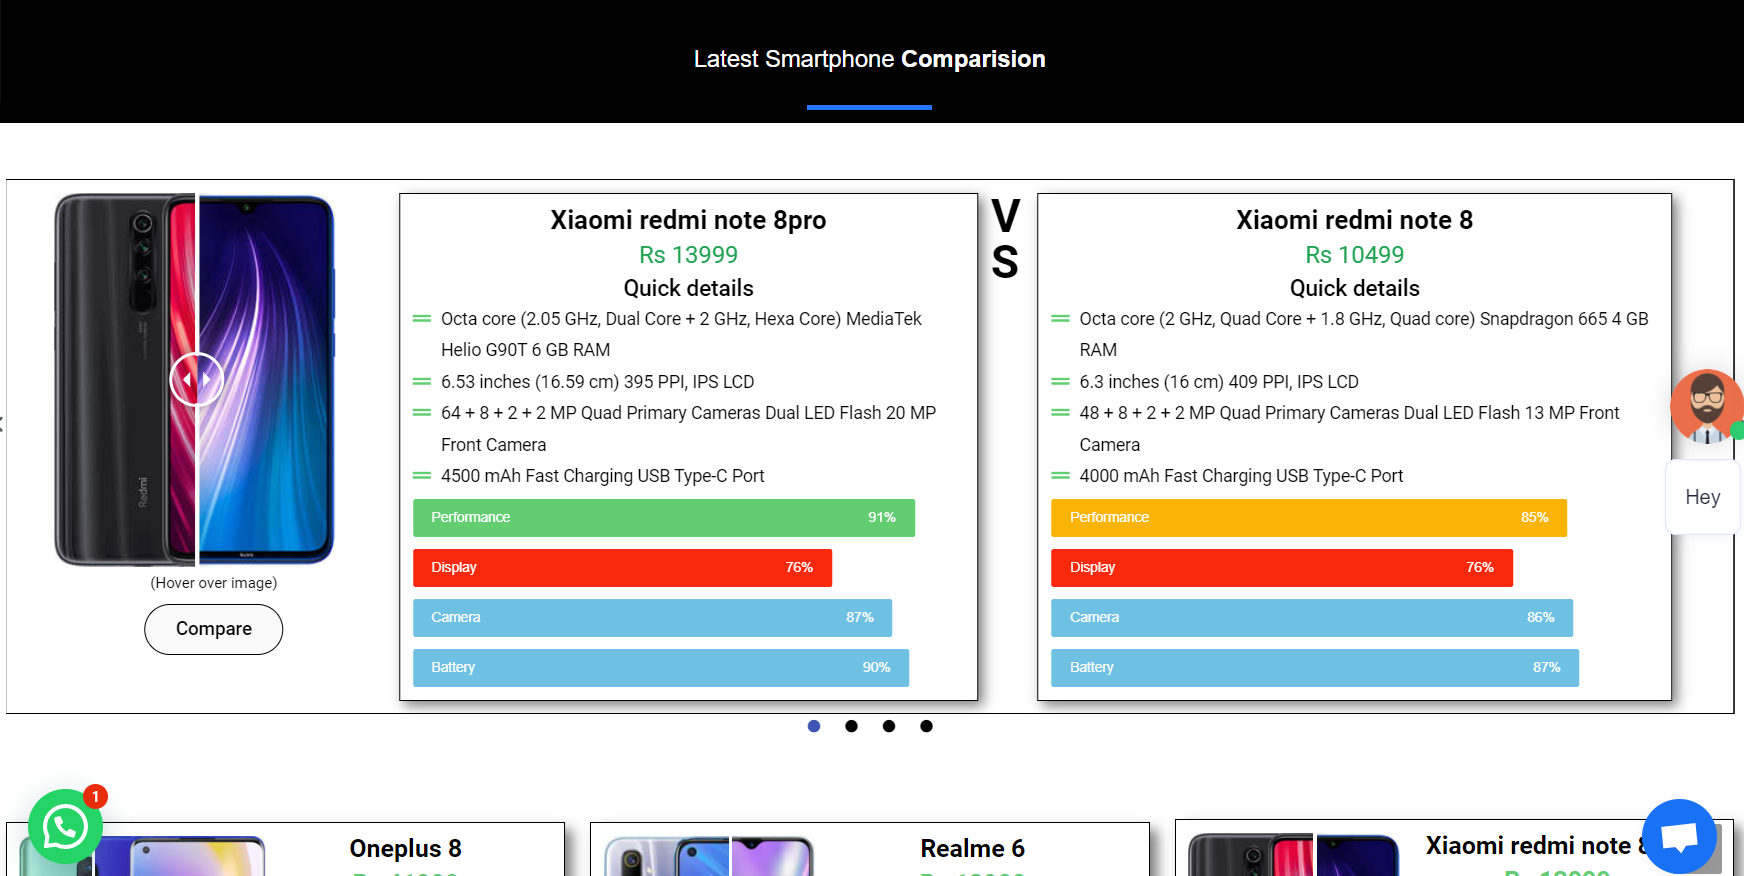 Latest Smartphone Comparision
Redmi
(Hover over image)
Compare
Xiaomi redmi note 8pro
Rs 13999
Quick details
Octa core (2.05 GHz, Dual Core + 2 GHz, Hexa Core) MediaTek
Helio G90T 6 GB RAM
6.53 inches (16.59 cm) 395 PPI, IPS LCD
64 + 8 + 2 + 2 MP Quad Primary Cameras Dual LED Flash 20 MP
Front Camera
4500 mAh Fast Charging USB Type-C Port
Performance 91%
Display 76%
Camera 87%
Battery 90%
V
S
Xiaomi redmi note 8
Rs 10499
Quick details
Octa core (2 GHz, Quad Core + 1.8 GHz, Quad core) Snapdragon 665 4 GB
RAM
6.3 inches (16 cm) 409 PPI, IPS LCD
48 + 8 + 2 + 2 MP Quad Primary Cameras Dual LED Flash 13 MP Front
Camera
4000 mAh Fast Charging USB Type-C Port
Performance 85%
Display 76%
Camera 86%
Battery 87%
Hey
1
Oneplus 8
Realme 6
Xiaomi redmi note